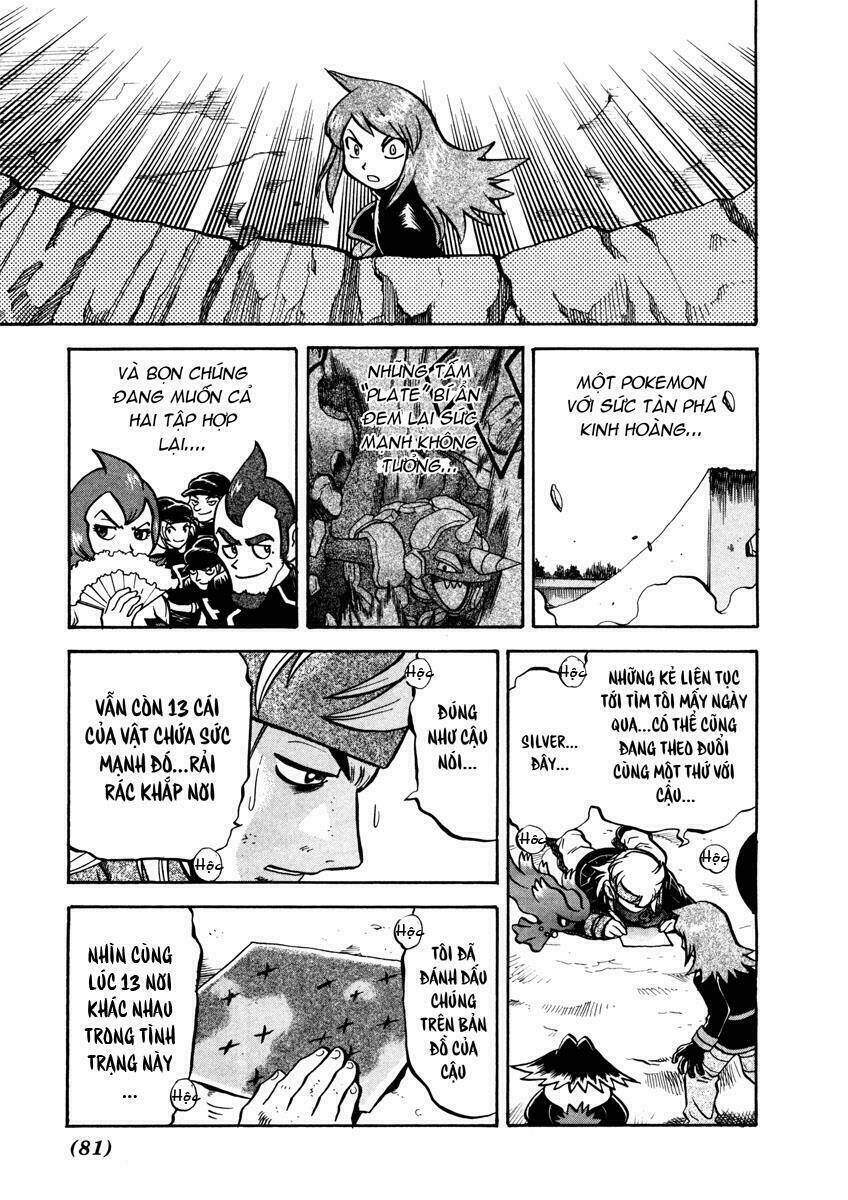 MỘT POKEMON
VỚI SỨC TÀN PHÁ
KINH HOÀNG...
NHỮNG TẤM
"PLATE" BÍ ẨN
ĐEM LẠI SỨC
MẠNH KHÔNG
TƯỞNG...
VÀ BỌN CHÚNG
ĐANG MUỐN CẢ
HAI TẬP HỢP
LẠI....
Hộc
NHỮNG KẺ LIÊN TỤC
TỚI TÌM TÔI MẤY NGÀY
QUA...CÓ THỂ CŨNG
ĐANG THEO ĐUỔI
CÙNG MỘT THỨ VỚI
CẬU...
SILVER...
ĐÂY...
Hộc
Hộc
Hộc
ĐÚNG
NHƯ CẬU
NÓI...
VẪN CÒN 13 CÁI
CỦA VẬT CHỨA SỨC
MẠNH ĐÓ...RẢI
RÁC KHẮP NƠI
Hộc
Hộc
TÔI ĐÃ
ĐÁNH DẤU
CHÚNG
TRÊN BẢN
ĐỒ CỦA
CẬU
NHÌN CÙNG
LÚC 13 NƠI
KHÁC NHAU
TRONG TÌNH
TRẠNG NÀY
...
Hộc
(81)